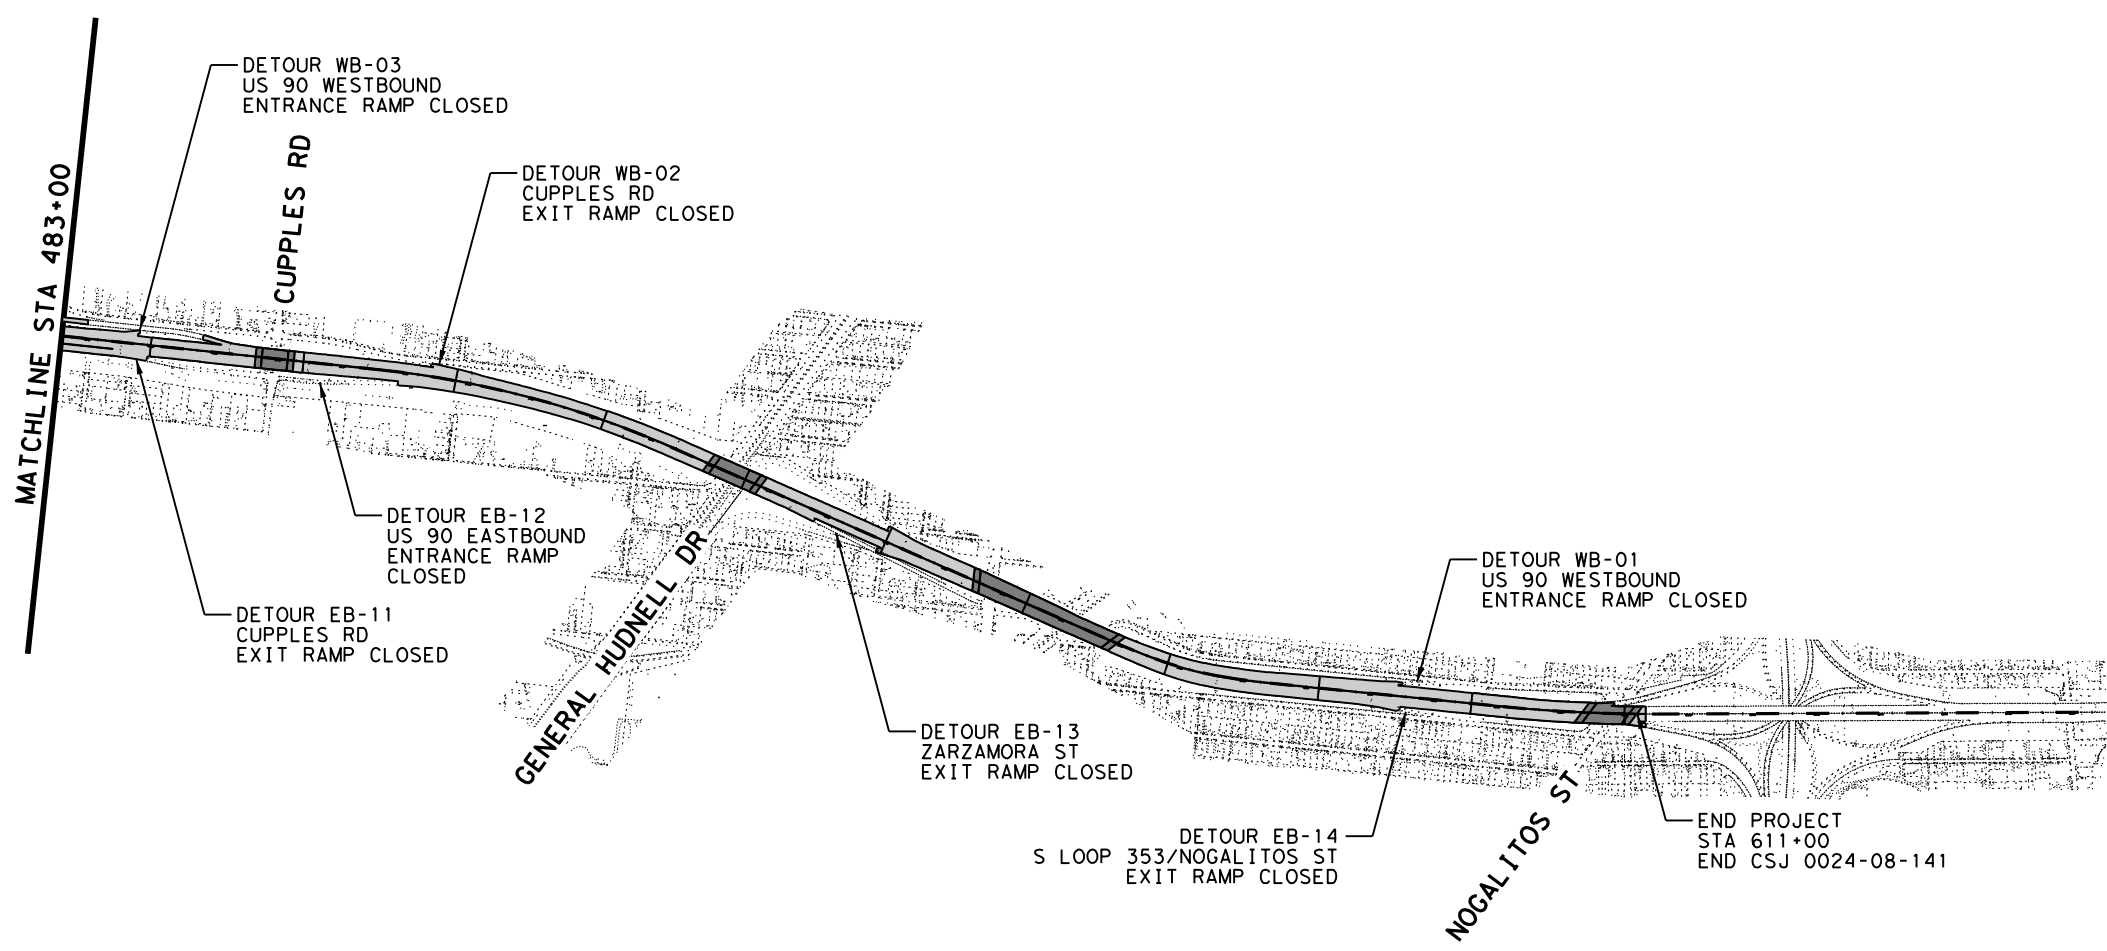 DETOUR WB-03
US 90 WESTBOUND
ENTRANCE RAMP CLOSED
CUPPLES RD
DETOUR WB-02
CUPPLES RD
EXIT RAMP CLOSED
MATCHLINE STA 483+00
DETOUR EB-12
US 90 EASTBOUND
ENTRANCE RAMP
CLOSED
DETOUR EB-11
CUPPLES RD
EXIT RAMP CLOSED
GENERAL HUDNELL DR
DETOUR WB-01
US 90 WESTBOUND
ENTRANCE RAMP CLOSED
DETOUR EB-13
ZARZAMORA ST
EXIT RAMP CLOSED
DETOUR EB-14
S LOOP 353/NOGALITOS ST
EXIT RAMP CLOSED
NOGALITOS ST
END PROJECT
STA 611+00
END CSJ 0024-08-141